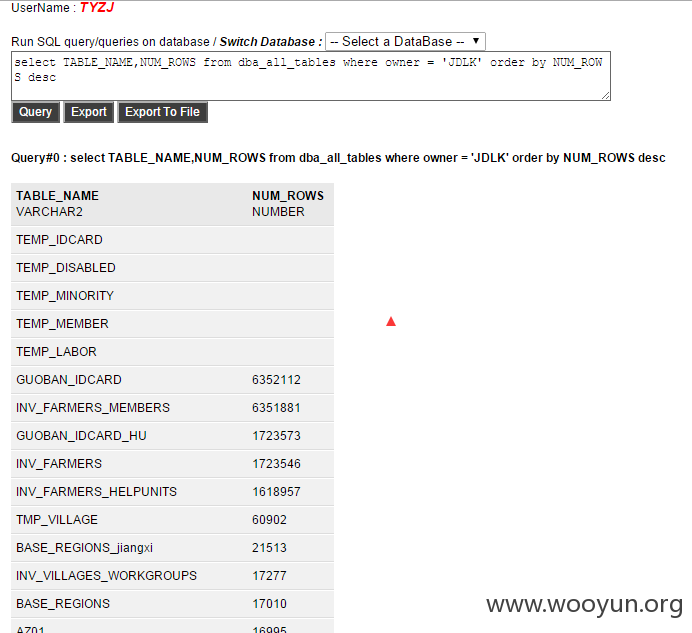 UserName : TYZJ
Run SQL query/queries on database / Switch Database : -- Select a DataBase --
select TABLE_NAME,NUM_ROWS from dba_all_tables where owner = 'JDLK' order by NUM_ROW
S desc
Query Export Export To File
Query#0 : select TABLE_NAME,NUM_ROWS from dba_all_tables where owner = 'JDLK' order by NUM_ROWS desc
TABLE_NAME NUM_ROWS
VARCHAR2 NUMBER
TEMP_IDCARD
TEMP_DISABLED
TEMP_MINORITY
TEMP_MEMBER
TEMP_LABOR
GUOBAN_IDCARD 6352112
INV_FARMERS_MEMBERS 6351881
GUOBAN_IDCARD_HU 1723573
INV_FARMERS 1723546
INV_FARMERS_HELPUNITS 1618957
TMP_VILLAGE 60902
BASE_REGIONS_jiangxi 21513
INV_VILLAGES_WORKGROUPS 17277
BASE_REGIONS 17010
www.wooyun.org
AZ01 16995